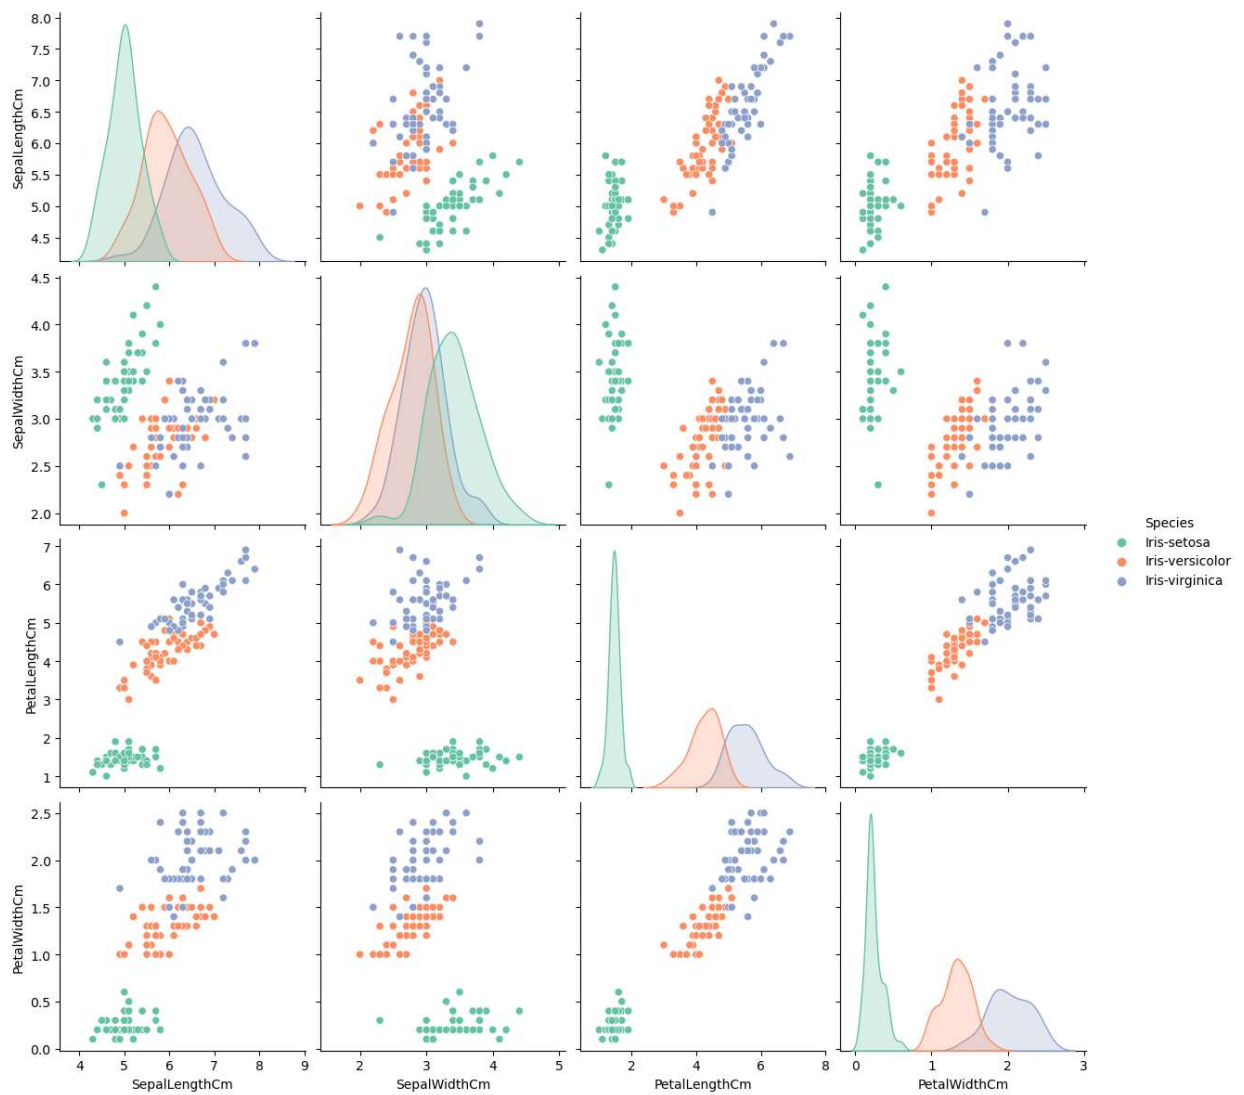 SepalLengthCm
8.0
7.5
7.0
6.5
6.0
5.5
5.0
4.5
SepalWidthCm
4.5
4.0
3.5
3.0
2.5
2.0
Species
Iris-setosa
Iris-versicolor
Iris-virginica
PetalLengthCm
7
6
5
4
3
2
1
PetalWidthCm
2.5
2.0
1.5
1.0
0.5
0.0
4 5 6 7 8 9
SepalLengthCm
2 3 4 5
SepalWidthCm
2 4 6 8
PetalLengthCm
0 1 2 3
PetalWidthCm